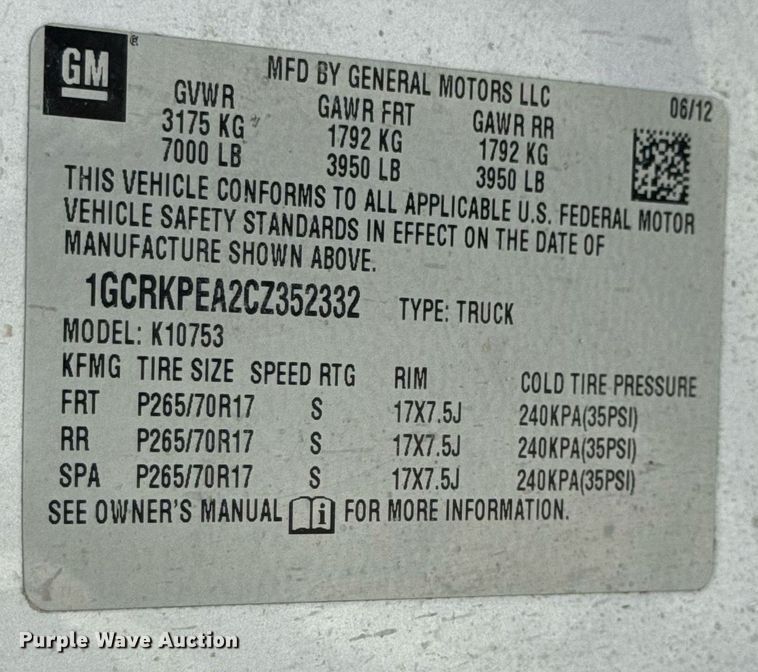 GM
MFD BY GENERAL MOTORS LLC
06/12
GVWR GAWR FRT GAWR RR
3175 KG 1792 KG 1792 KG
7000 LB 3950 LB 3950 LB
THIS VEHICLE CONFORMS TO ALL APPLICABLE U.S. FEDERAL MOTOR
VEHICLE SAFETY STANDARDS IN EFFECT ON THE DATE OF
MANUFACTURE SHOWN ABOVE.
1GCRKPEA2CZ352332 TYPE: TRUCK
MODEL: K10753
KFMG TIRE SIZE SPEED RTG RIM COLD TIRE PRESSURE
FRT P265/70R17 S 17X7.5J 240KPA(35PSI)
RR P265/70R17 S 17X7.5J 240KPA(35PSI)
SPA P265/70R17 S 17X7.5J 240KPA(35PSI)
SEE OWNER'S MANUAL i FOR MORE INFORMATION.
Purple Wave Auction